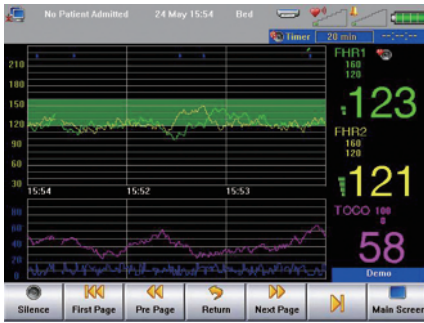 No Patient Admitted 24 May 15:54 Bed
Timer 20 min --:--:--
FHR1
160
120
123
FHR2
160
120
121
TOCO 100
0
58
Demo
210
180
150
120
90
60
30
15:54 15:52 15:53
80
60
40
20
0
Silence First Page Pre Page Return Next Page Main Screen